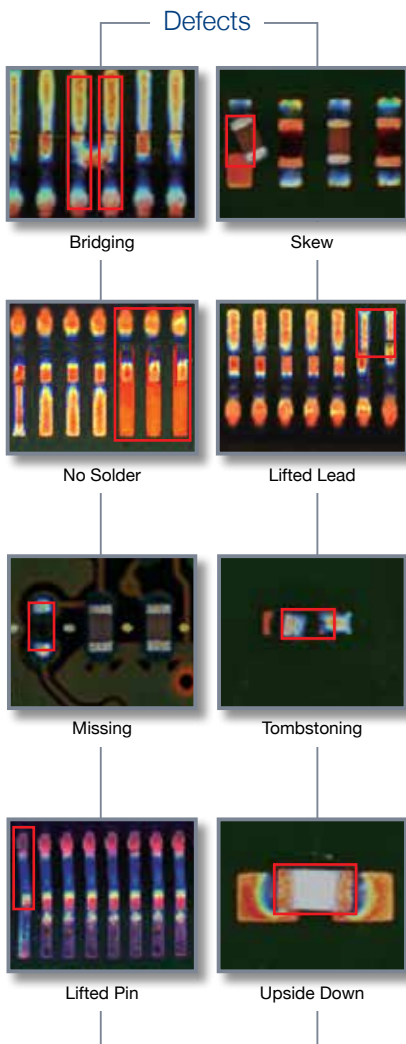 Defects
Bridging
Skew
No Solder
Lifted Lead
Missing
Tombstoning
Lifted Pin
Upside Down